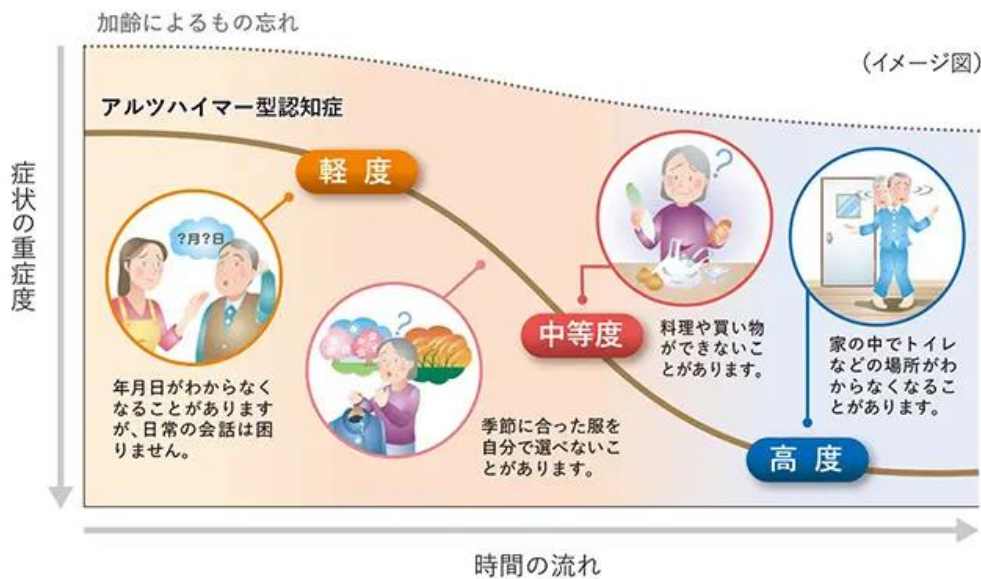 加齢によるもの忘れ
(イメージ図)
アルツハイマー型認知症
症状の重症度
軽度
?月?日
年月日がわからなく
なることがあります
が、日常の会話は困
りません。
?
季節に合った服を
自分で選べないこ
とがあります。
中等度
?
料理や買い物
ができないこ
とがあります。
高度
家の中でトイレ
などの場所がわ
からなくなるこ
とがあります。
時間の流れ